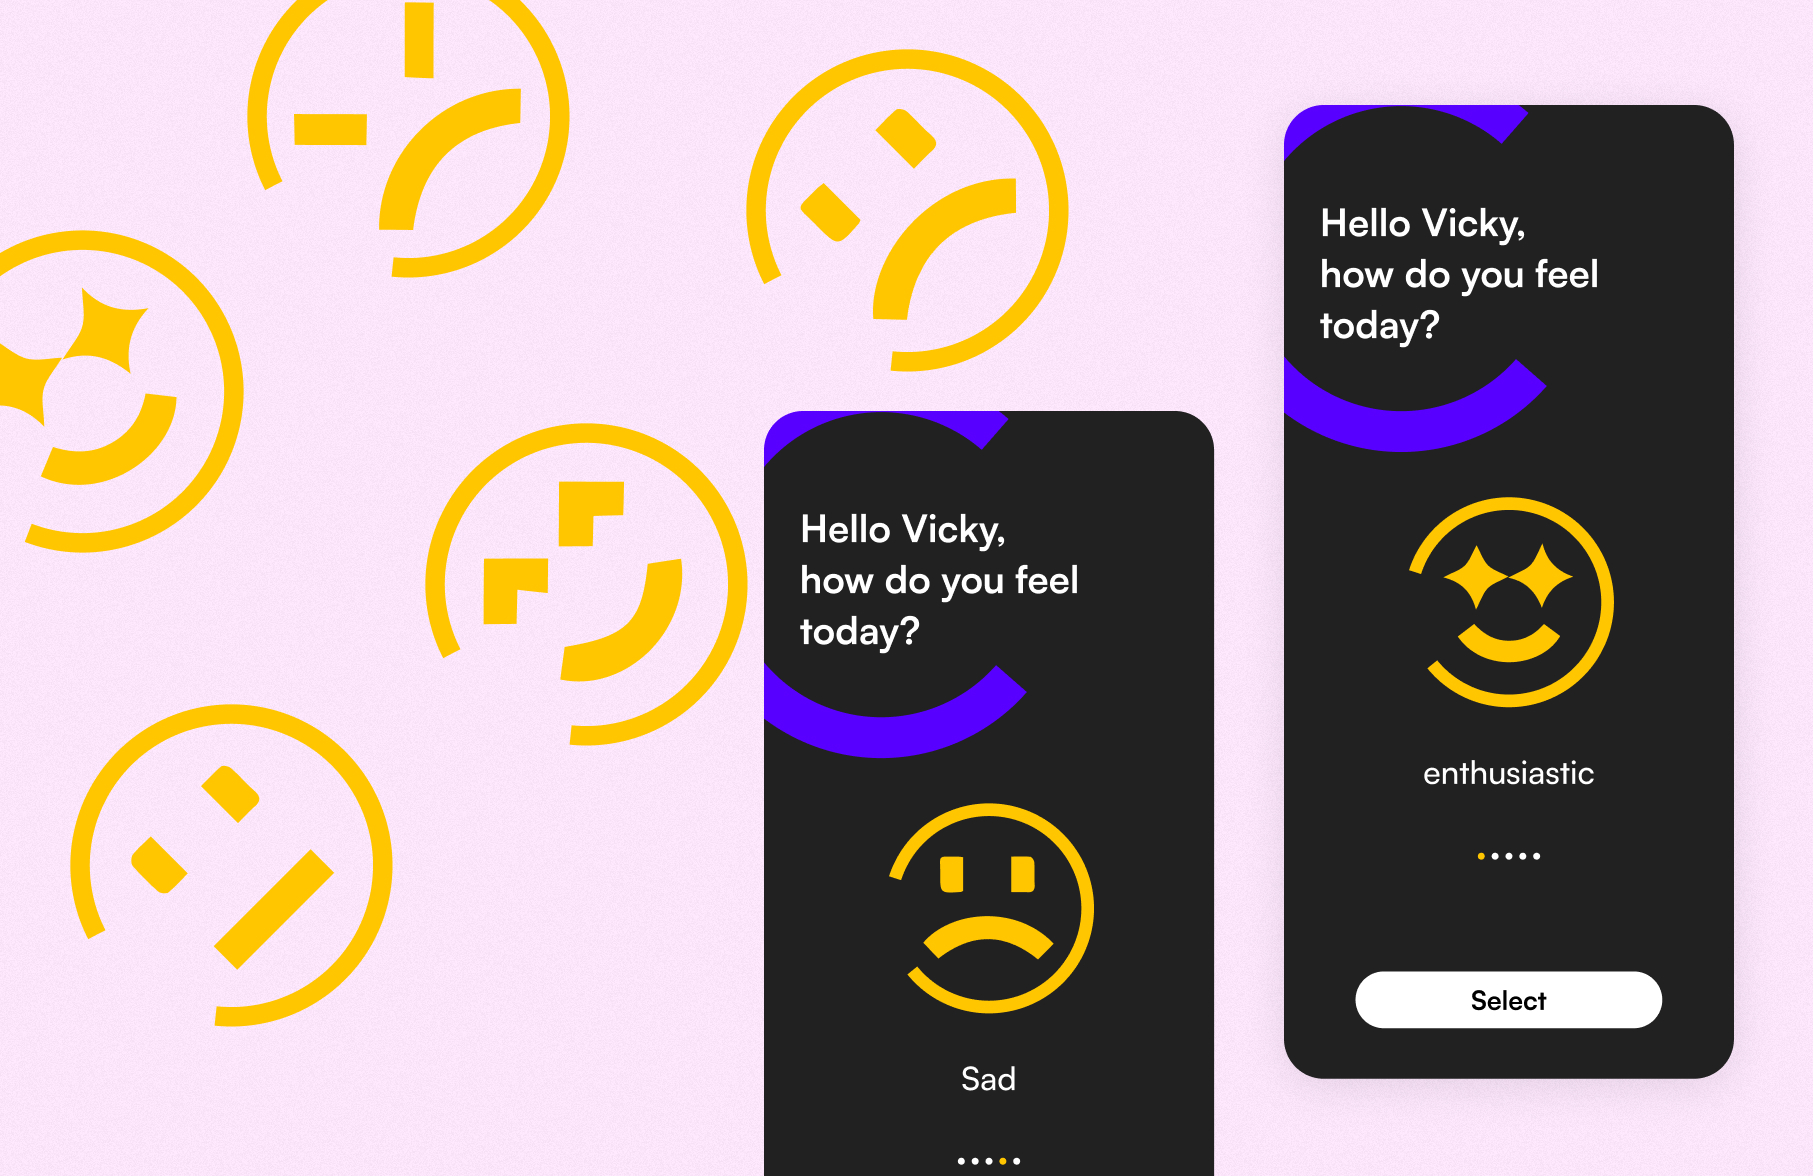 Hello Vicky,
how do you feel
today?
Sad
Hello Vicky,
how do you feel
today?
enthusiastic
Select